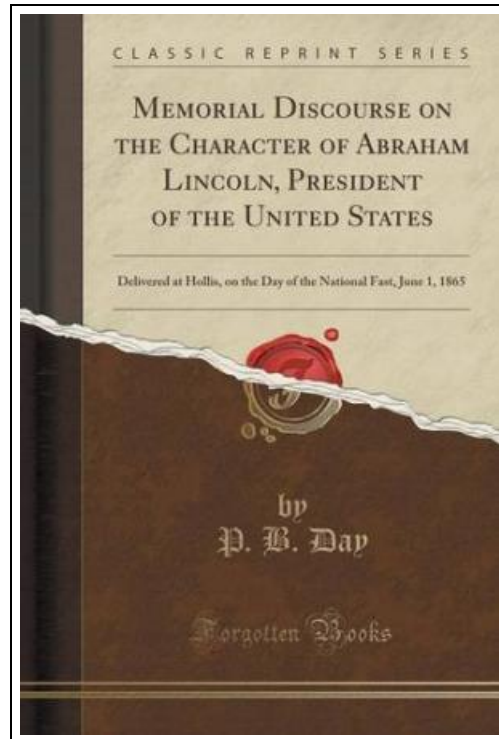 CLASSIC REPRINT SERIES
MEMORIAL DISCOURSE ON
THE CHARACTER OF ABRAHAM
LINCOLN, PRESIDENT
OF THE UNITED STATES
Delivered at Hollis, on the Day of the National Fast, June 1, 1865
by
P. B. Day
Forgotten Books